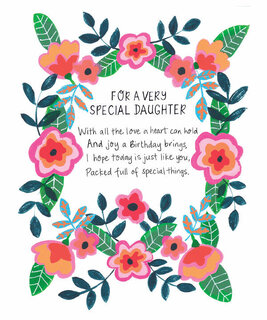 FOR A VERY
SPECIAL DAUGHTER
With all the love a heart can hold
And joy a Birthday brings,
I hope today is just like you,
Packed full of special things.